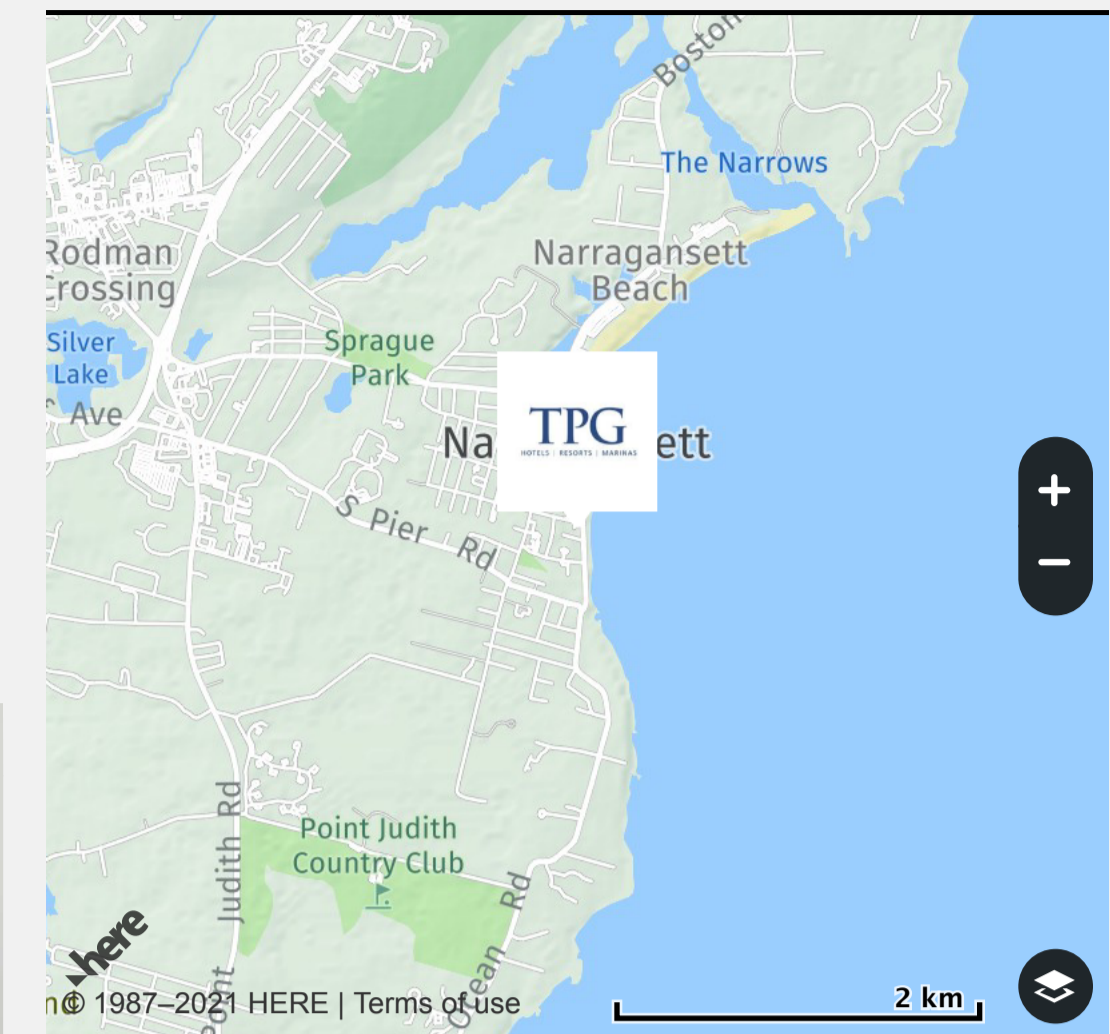 Boston
The Narrows
Narragansett
Beach
Rodman
Crossing
Silver
Lake
Sprague
Park
Ave
Na
ett
TPG
HOTELS | RESORTS | MARINAS
S Pier Rd
Point Judith
Country Club
Point Judith Rd
Ocean Rd
here
© 1987–2021 HERE | Terms of use
2 km